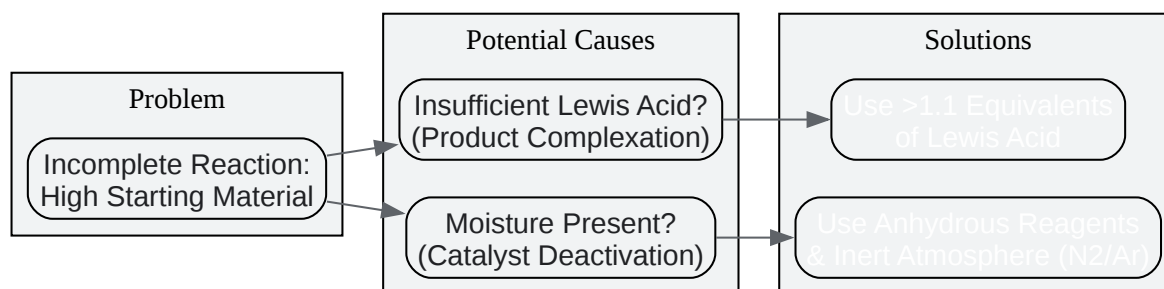 Problem
Incomplete Reaction:
High Starting Material
Potential Causes
Insufficient Lewis Acid?
(Product Complexation)
Moisture Present?
(Catalyst Deactivation)
Solutions
Use >1.1 Equivalents
of Lewis Acid
Use Anhydrous Reagents
& Inert Atmosphere (N2/Ar)